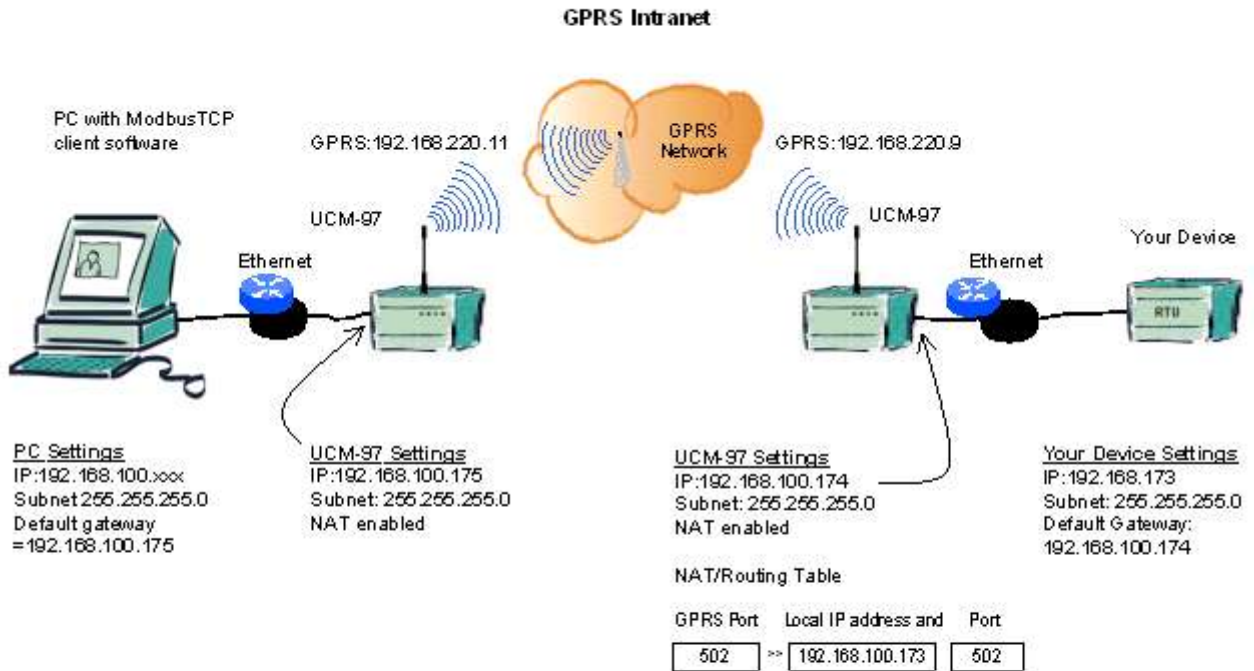 GPRS Intranet
PC with ModbusTCP
client software
GPRS:192.168.220.11
GPRS
Network
GPRS:192.168.220.9
UCM-97
UCM-97
Your Device
Ethernet
Ethernet
RTU
PC Settings
IP:192.168.100.xxx
Subnet 255.255.255.0
Default gateway
=192.168.100.175
UCM-97 Settings
IP:192.168.100.175
Subnet: 255.255.255.0
NAT enabled
UCM-97 Settings
IP:192.168.100.174
Subnet: 255.255.255.0
NAT enabled
Your Device Settings
IP:192.168.173
Subnet: 255.255.255.0
Default Gateway:
192.168.100.174
NAT/Routing Table
GPRS Port Local IP address and Port
502 >> 192.168.100.173 502